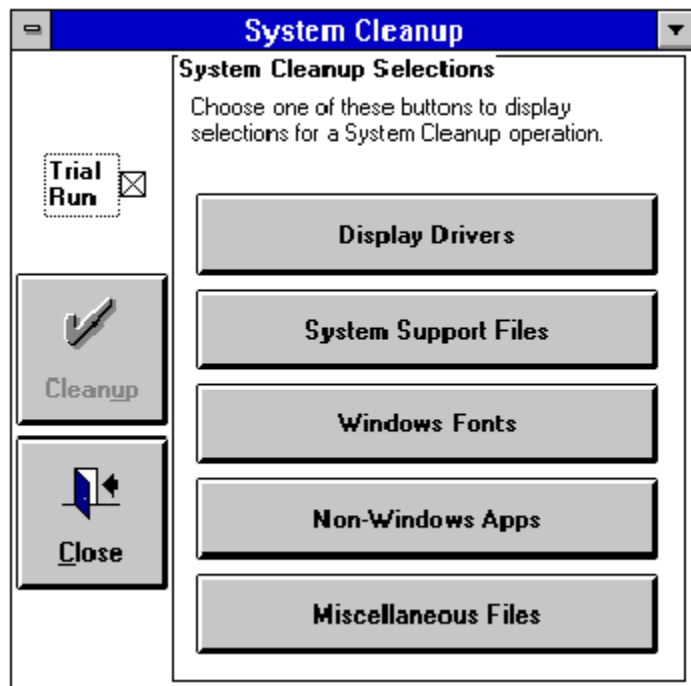 System Cleanup
System Cleanup Selections
Choose one of these buttons to display
selections for a System Cleanup operation.
Trial
Run
Display Drivers
System Support Files
Cleanup
Windows Fonts
Non-Windows Apps
Close
Miscellaneous Files